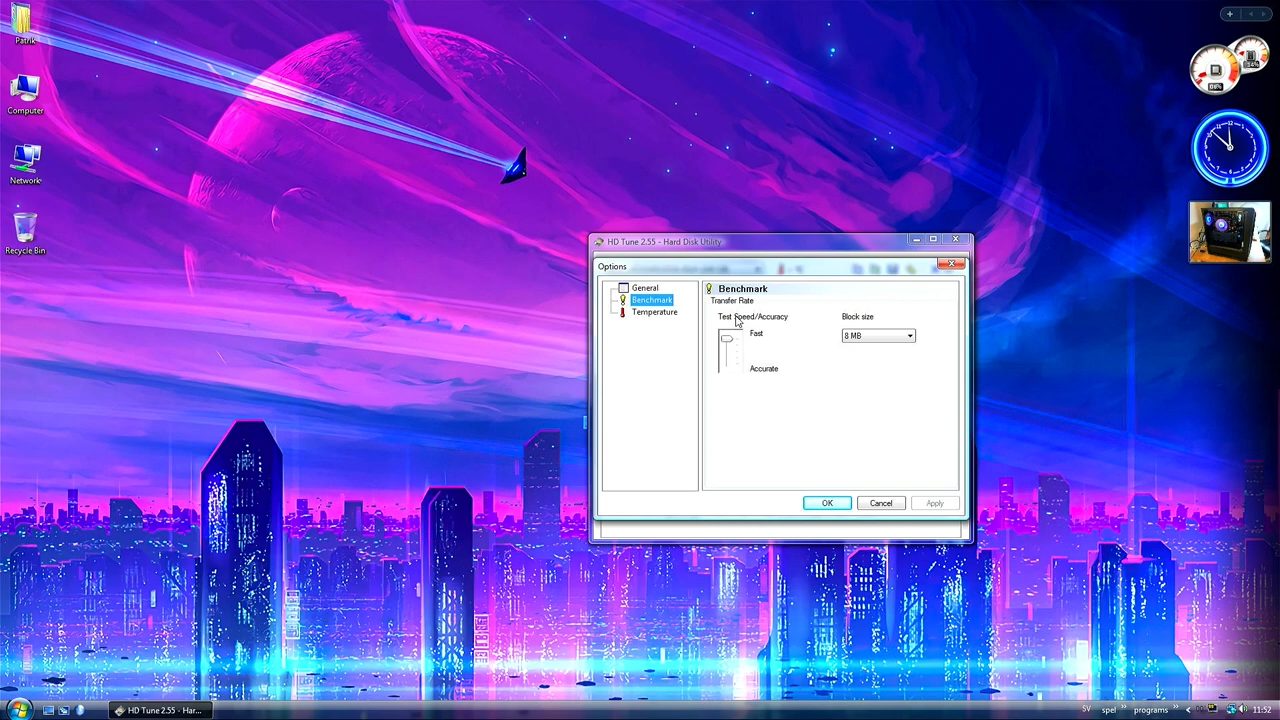 Patrik
Computer
Network
Recycle Bin
HD Tune 2.55 - Hard Disk Utility
Options
General
Benchmark
Temperature
Benchmark
Transfer Rate
Test Speed/Accuracy
Fast
Accurate
Block size
8 MB
OK
Cancel
Apply
HD Tune 2.55 - Har...
SV
spel
programs
11:52